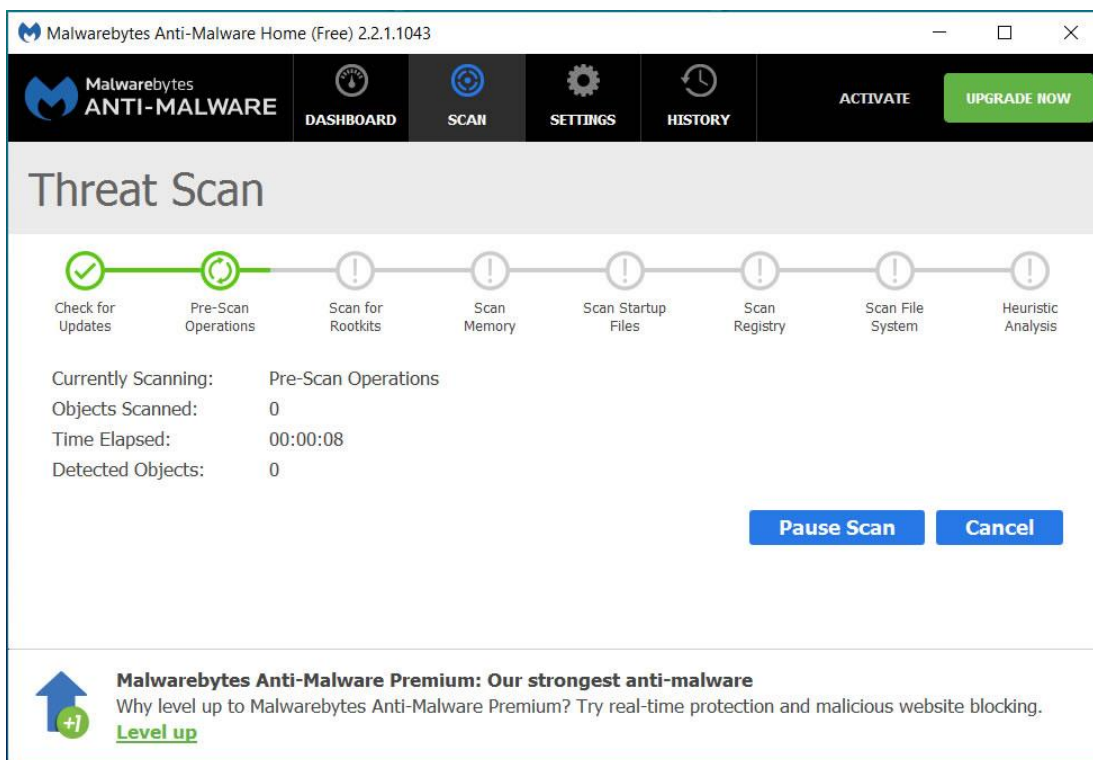 Malwarebytes Anti-Malware Home (Free) 2.2.1.1043
Malwarebytes
ANTI-MALWARE
DASHBOARD
SCAN
SETTINGS
HISTORY
ACTIVATE
UPGRADE NOW
Threat Scan
Check for
Updates
Pre-Scan
Operations
Scan for
Rootkits
Scan
Memory
Scan Startup
Files
Scan
Registry
Scan File
System
Heuristic
Analysis
Currently Scanning: Pre-Scan Operations
Objects Scanned: 0
Time Elapsed: 00:00:08
Detected Objects: 0
Pause Scan
Cancel
Malwarebytes Anti-Malware Premium: Our strongest anti-malware
Why level up to Malwarebytes Anti-Malware Premium? Try real-time protection and malicious website blocking.
+1
Level up